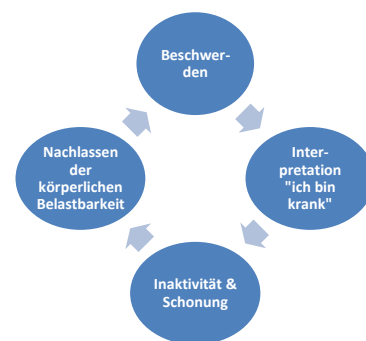 Beschwer-
den
Inter-
pretation
"ich bin
krank"
Inaktivität &
Schonung
Nachlassen
der
körperlichen
Belastbarkeit